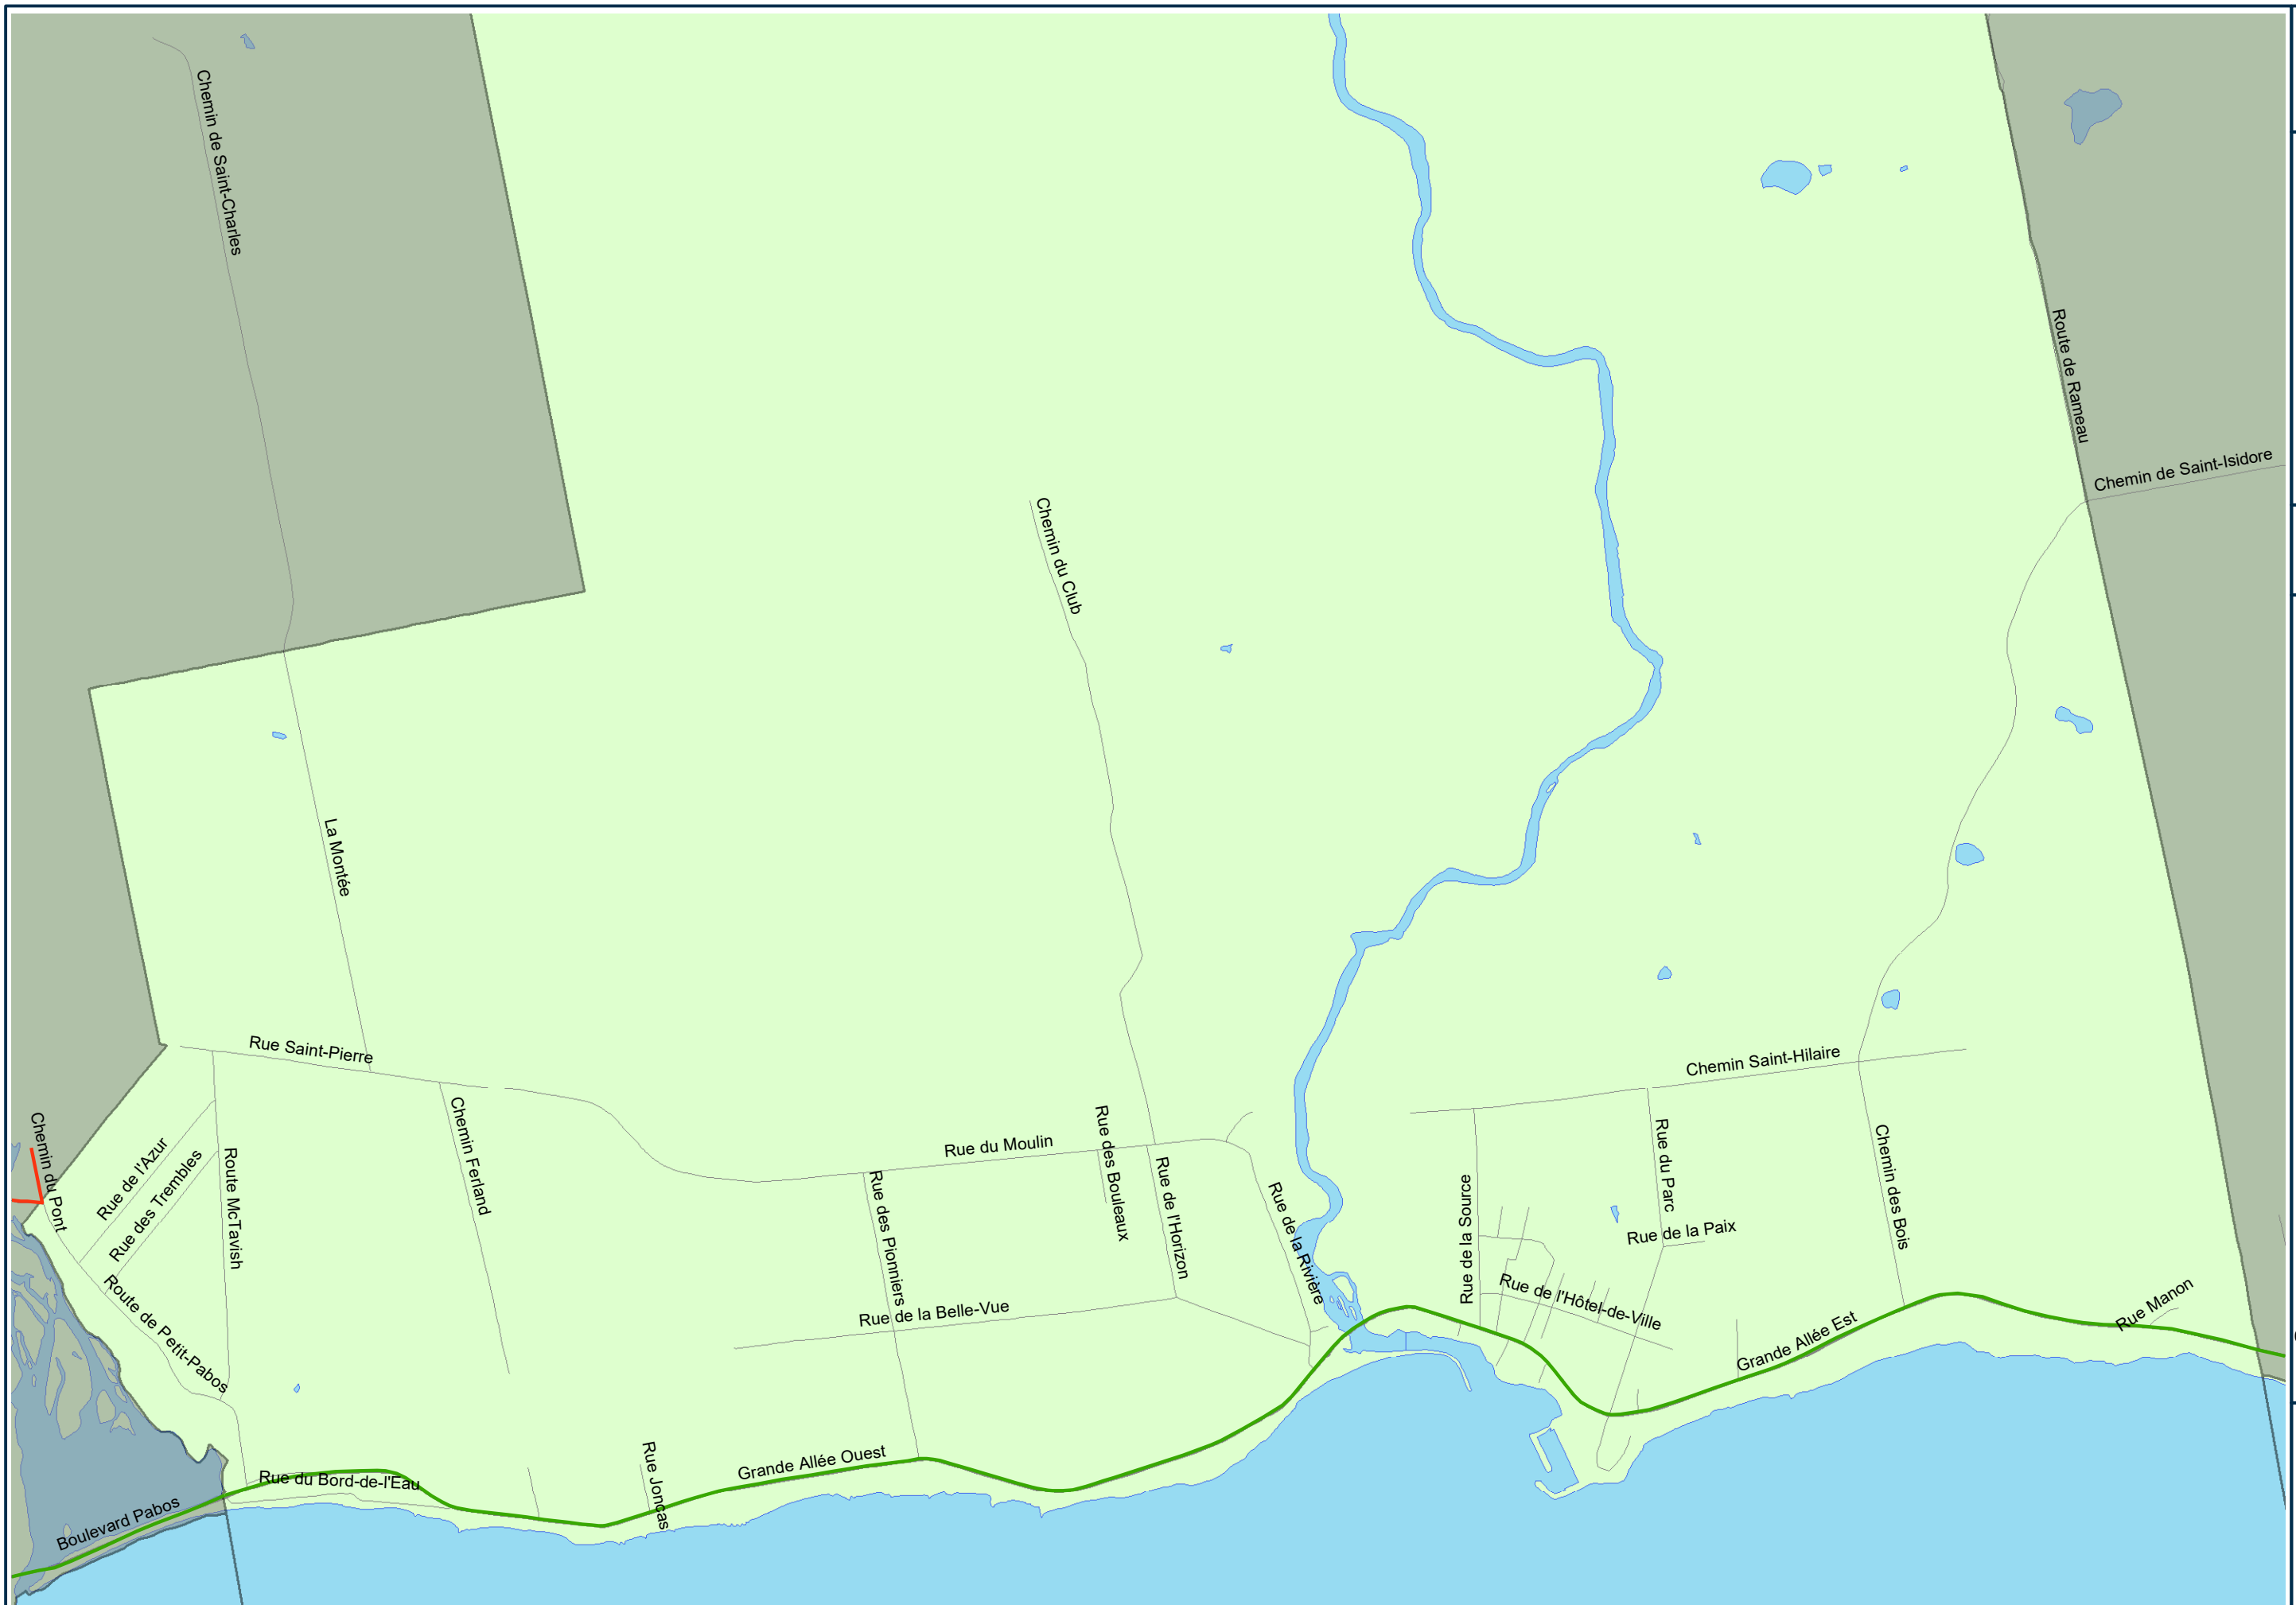 Chemin de Saint-Charles
Route de Rameau
Chemin de Saint-Isidore
Chemin du Club
La Montée
Rue Saint-Pierre
Chemin Saint-Hilaire
Chemin du Pont
Rue de l'Azur
Rue des Trembles
Route McTavish
Chemin Ferland
Rue du Moulin
Rue des Bouleaux
Rue des Pionniers
Rue de l'Horizon
Rue de la Rivière
Rue de la Source
Rue du Parc
Rue de la Paix
Chemin des Bois
Route de Petit-Pabos
Rue de la Belle-Vue
Rue de l'Hôtel-de-Ville
Grande Allée Est
Rue Manon
Rue du Bord-de-l'Eau
Rue Joncas
Grande Allée Ouest
Boulevard Pabos